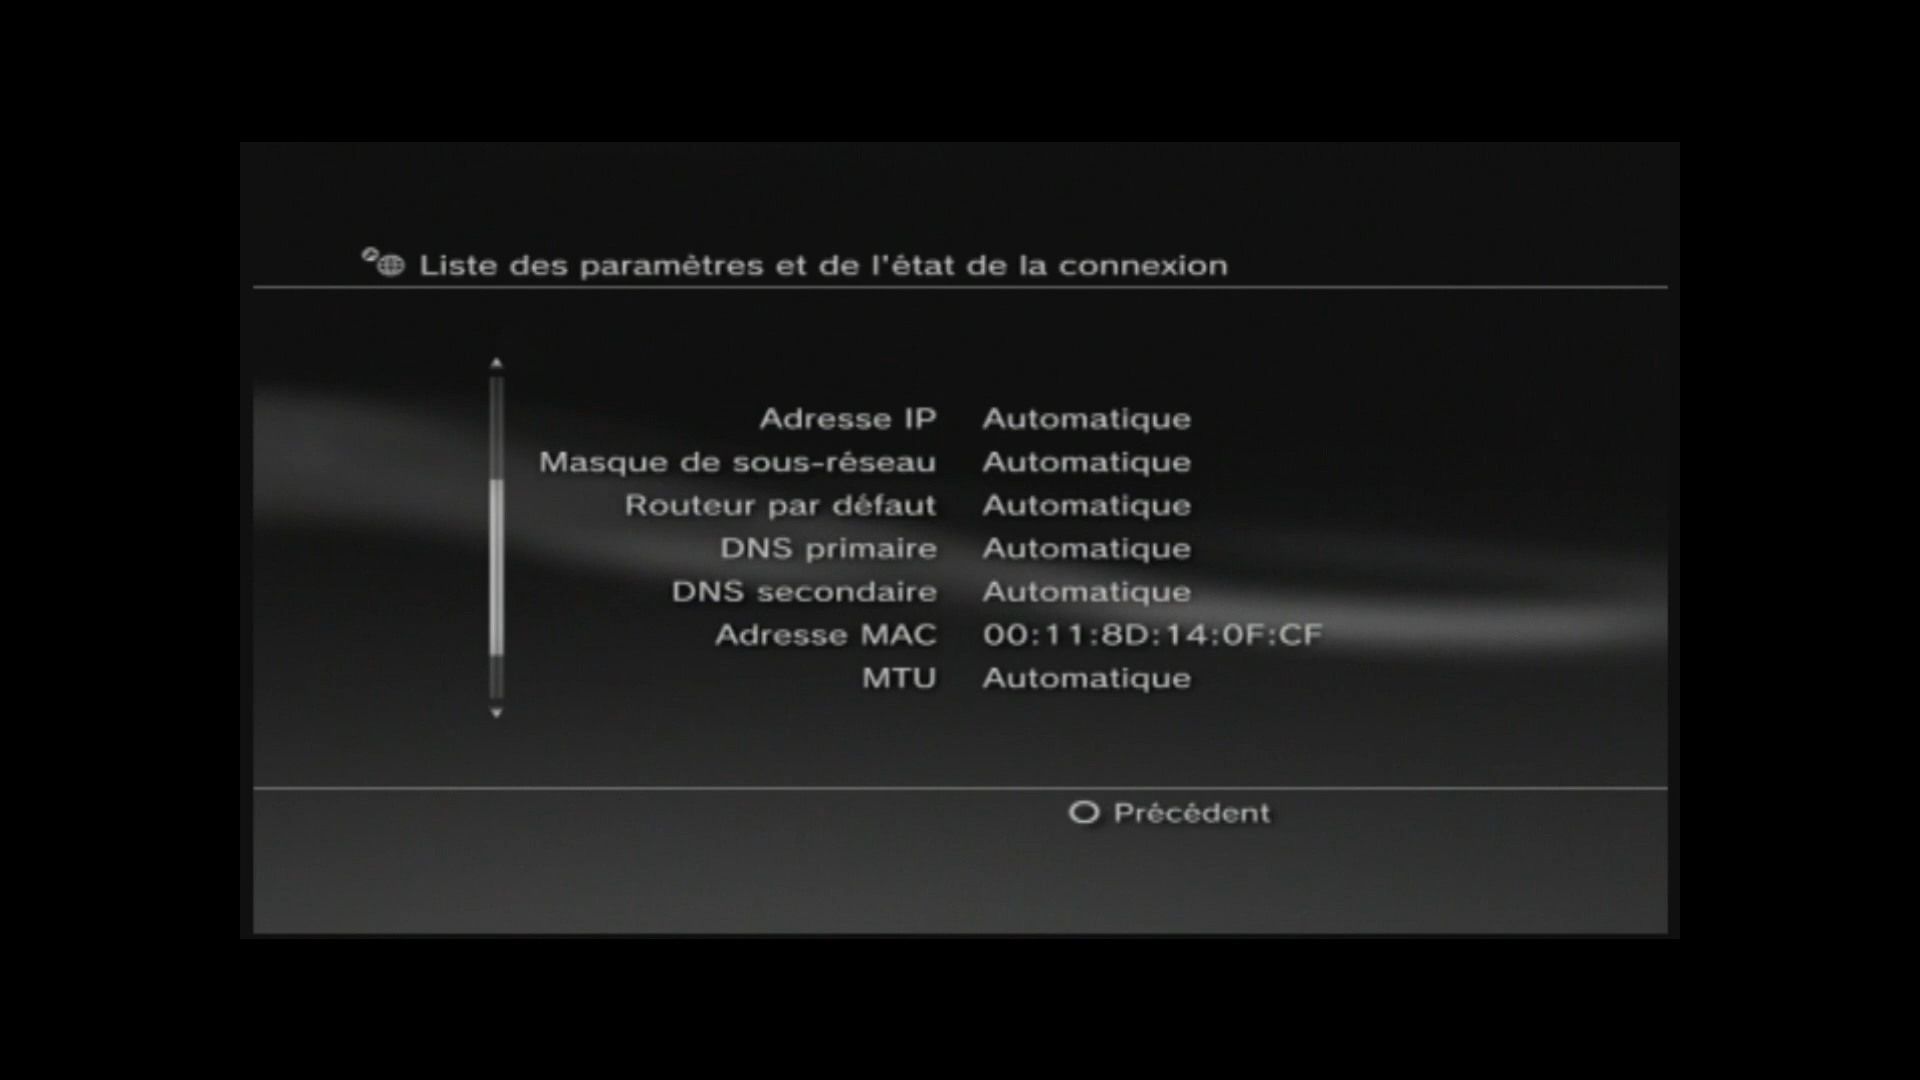 Liste des paramètres et de l'état de la connexion
Adresse IP Automatique
Masque de sous-réseau Automatique
Routeur par défaut Automatique
DNS primaire Automatique
DNS secondaire Automatique
Adresse MAC 00:11:8D:14:0F:CF
MTU Automatique
Précédent